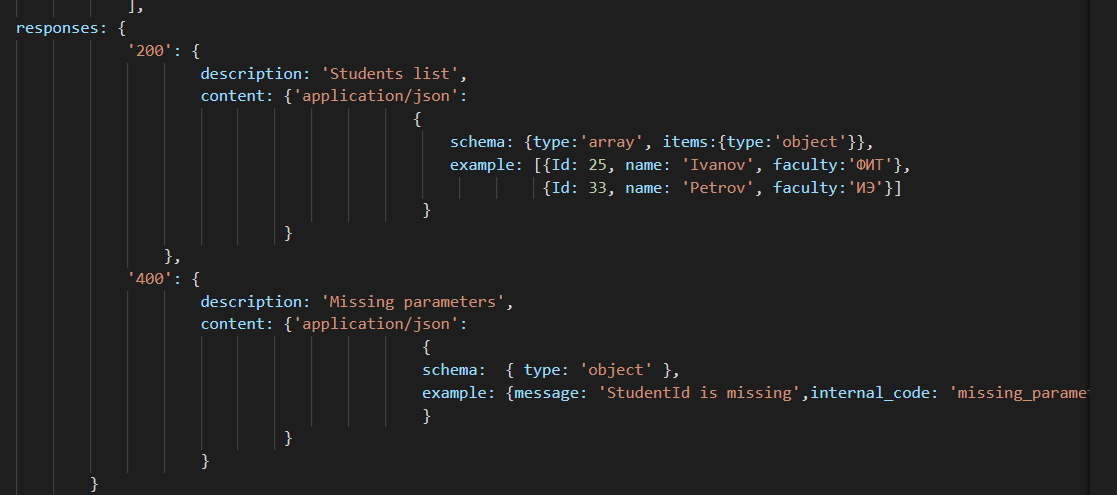 ],
responses: {
'200': {
description: 'Students list',
content: {'application/json':
{
schema: {type:'array', items:{type:'object'}},
example: [{Id: 25, name: 'Ivanov', faculty:'ФИТ'},
{Id: 33, name: 'Petrov', faculty:'ИЭ'}]
}
}
},
'400': {
description: 'Missing parameters',
content: {'application/json':
{
schema:  { type: 'object' },
example: {message: 'StudentId is missing',internal_code: 'missing_parame
}
}
}
}